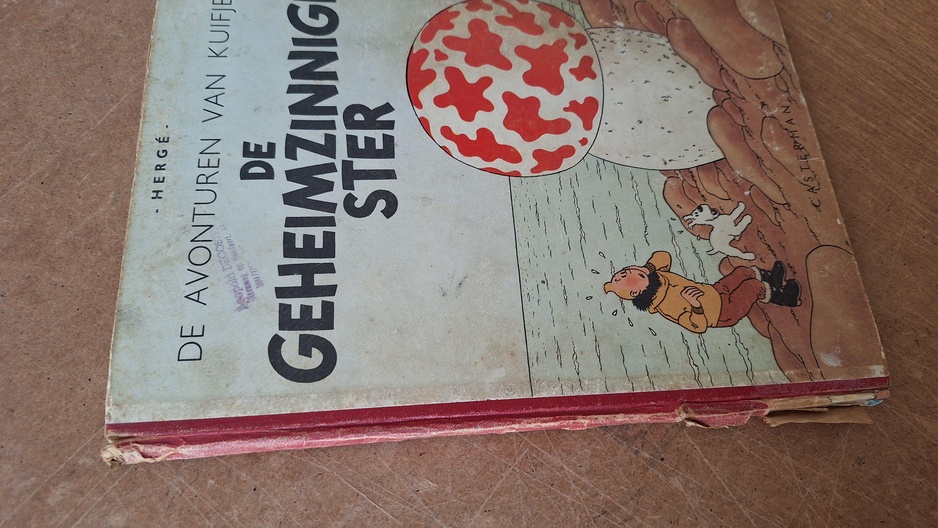 - HERGÉ -
DE AVONTUREN VAN KUIFJE
DE
GEHEIMZINNIGE
STER
CASTERMAN